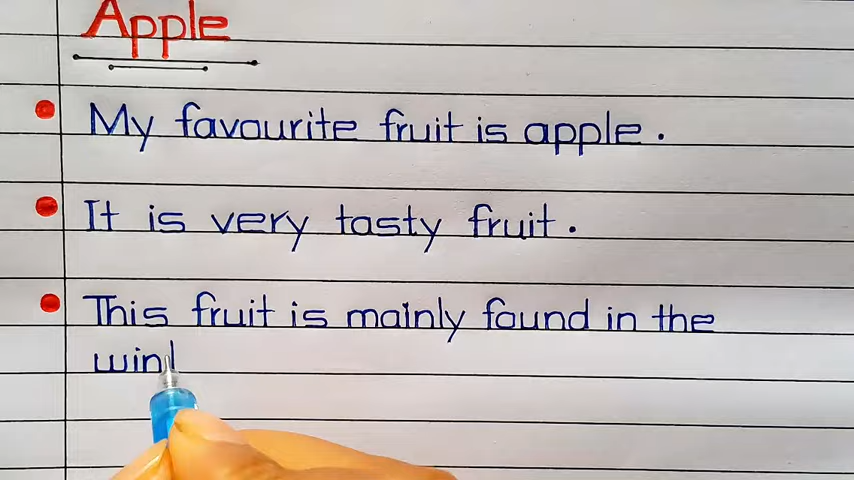 Apple
My favourite fruit is apple.
It is very tasty fruit.
This fruit is mainly found in the